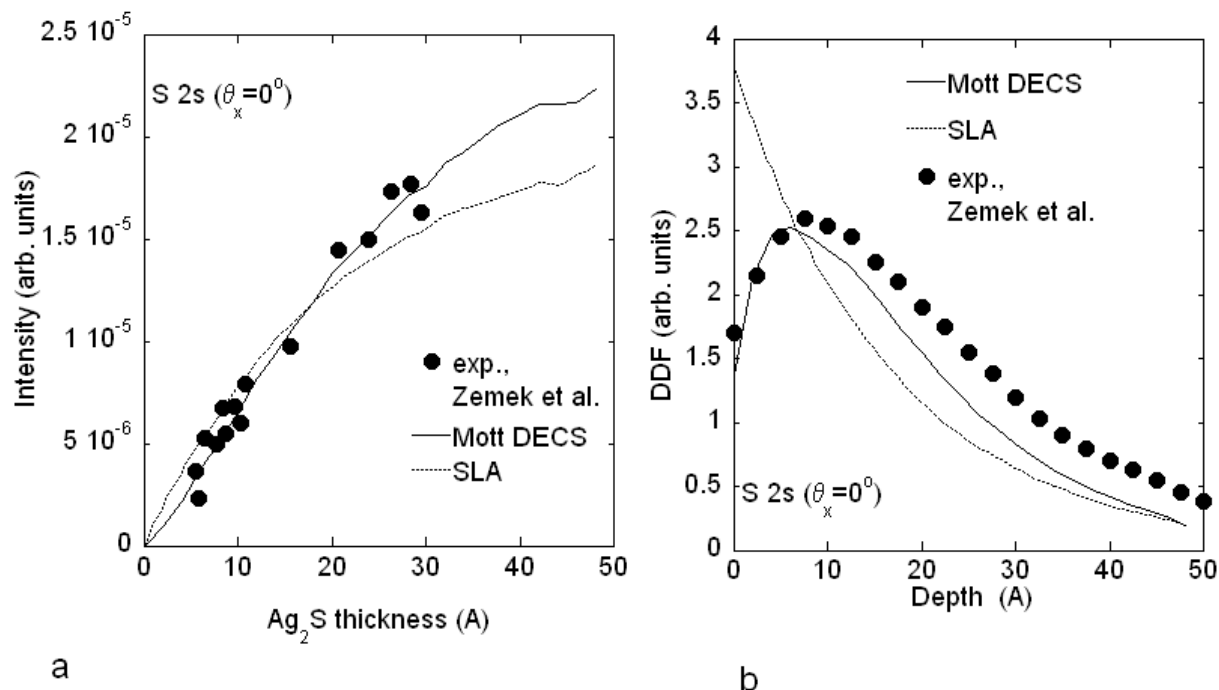 2.5 10-5
2 10-5
1.5 10-5
1 10-5
5 10-6
0
Intensity (arb. units)
S 2s (θx=0o)
exp.,
Zemek et al.
Mott DECS
SLA
0 10 20 30 40 50
Ag2S thickness (A)
a
4
3.5
3
2.5
2
1.5
1
0.5
0
DDF (arb. units)
Mott DECS
SLA
exp.,
Zemek et al.
S 2s (θx=0o)
0 10 20 30 40 50
Depth (A)
b